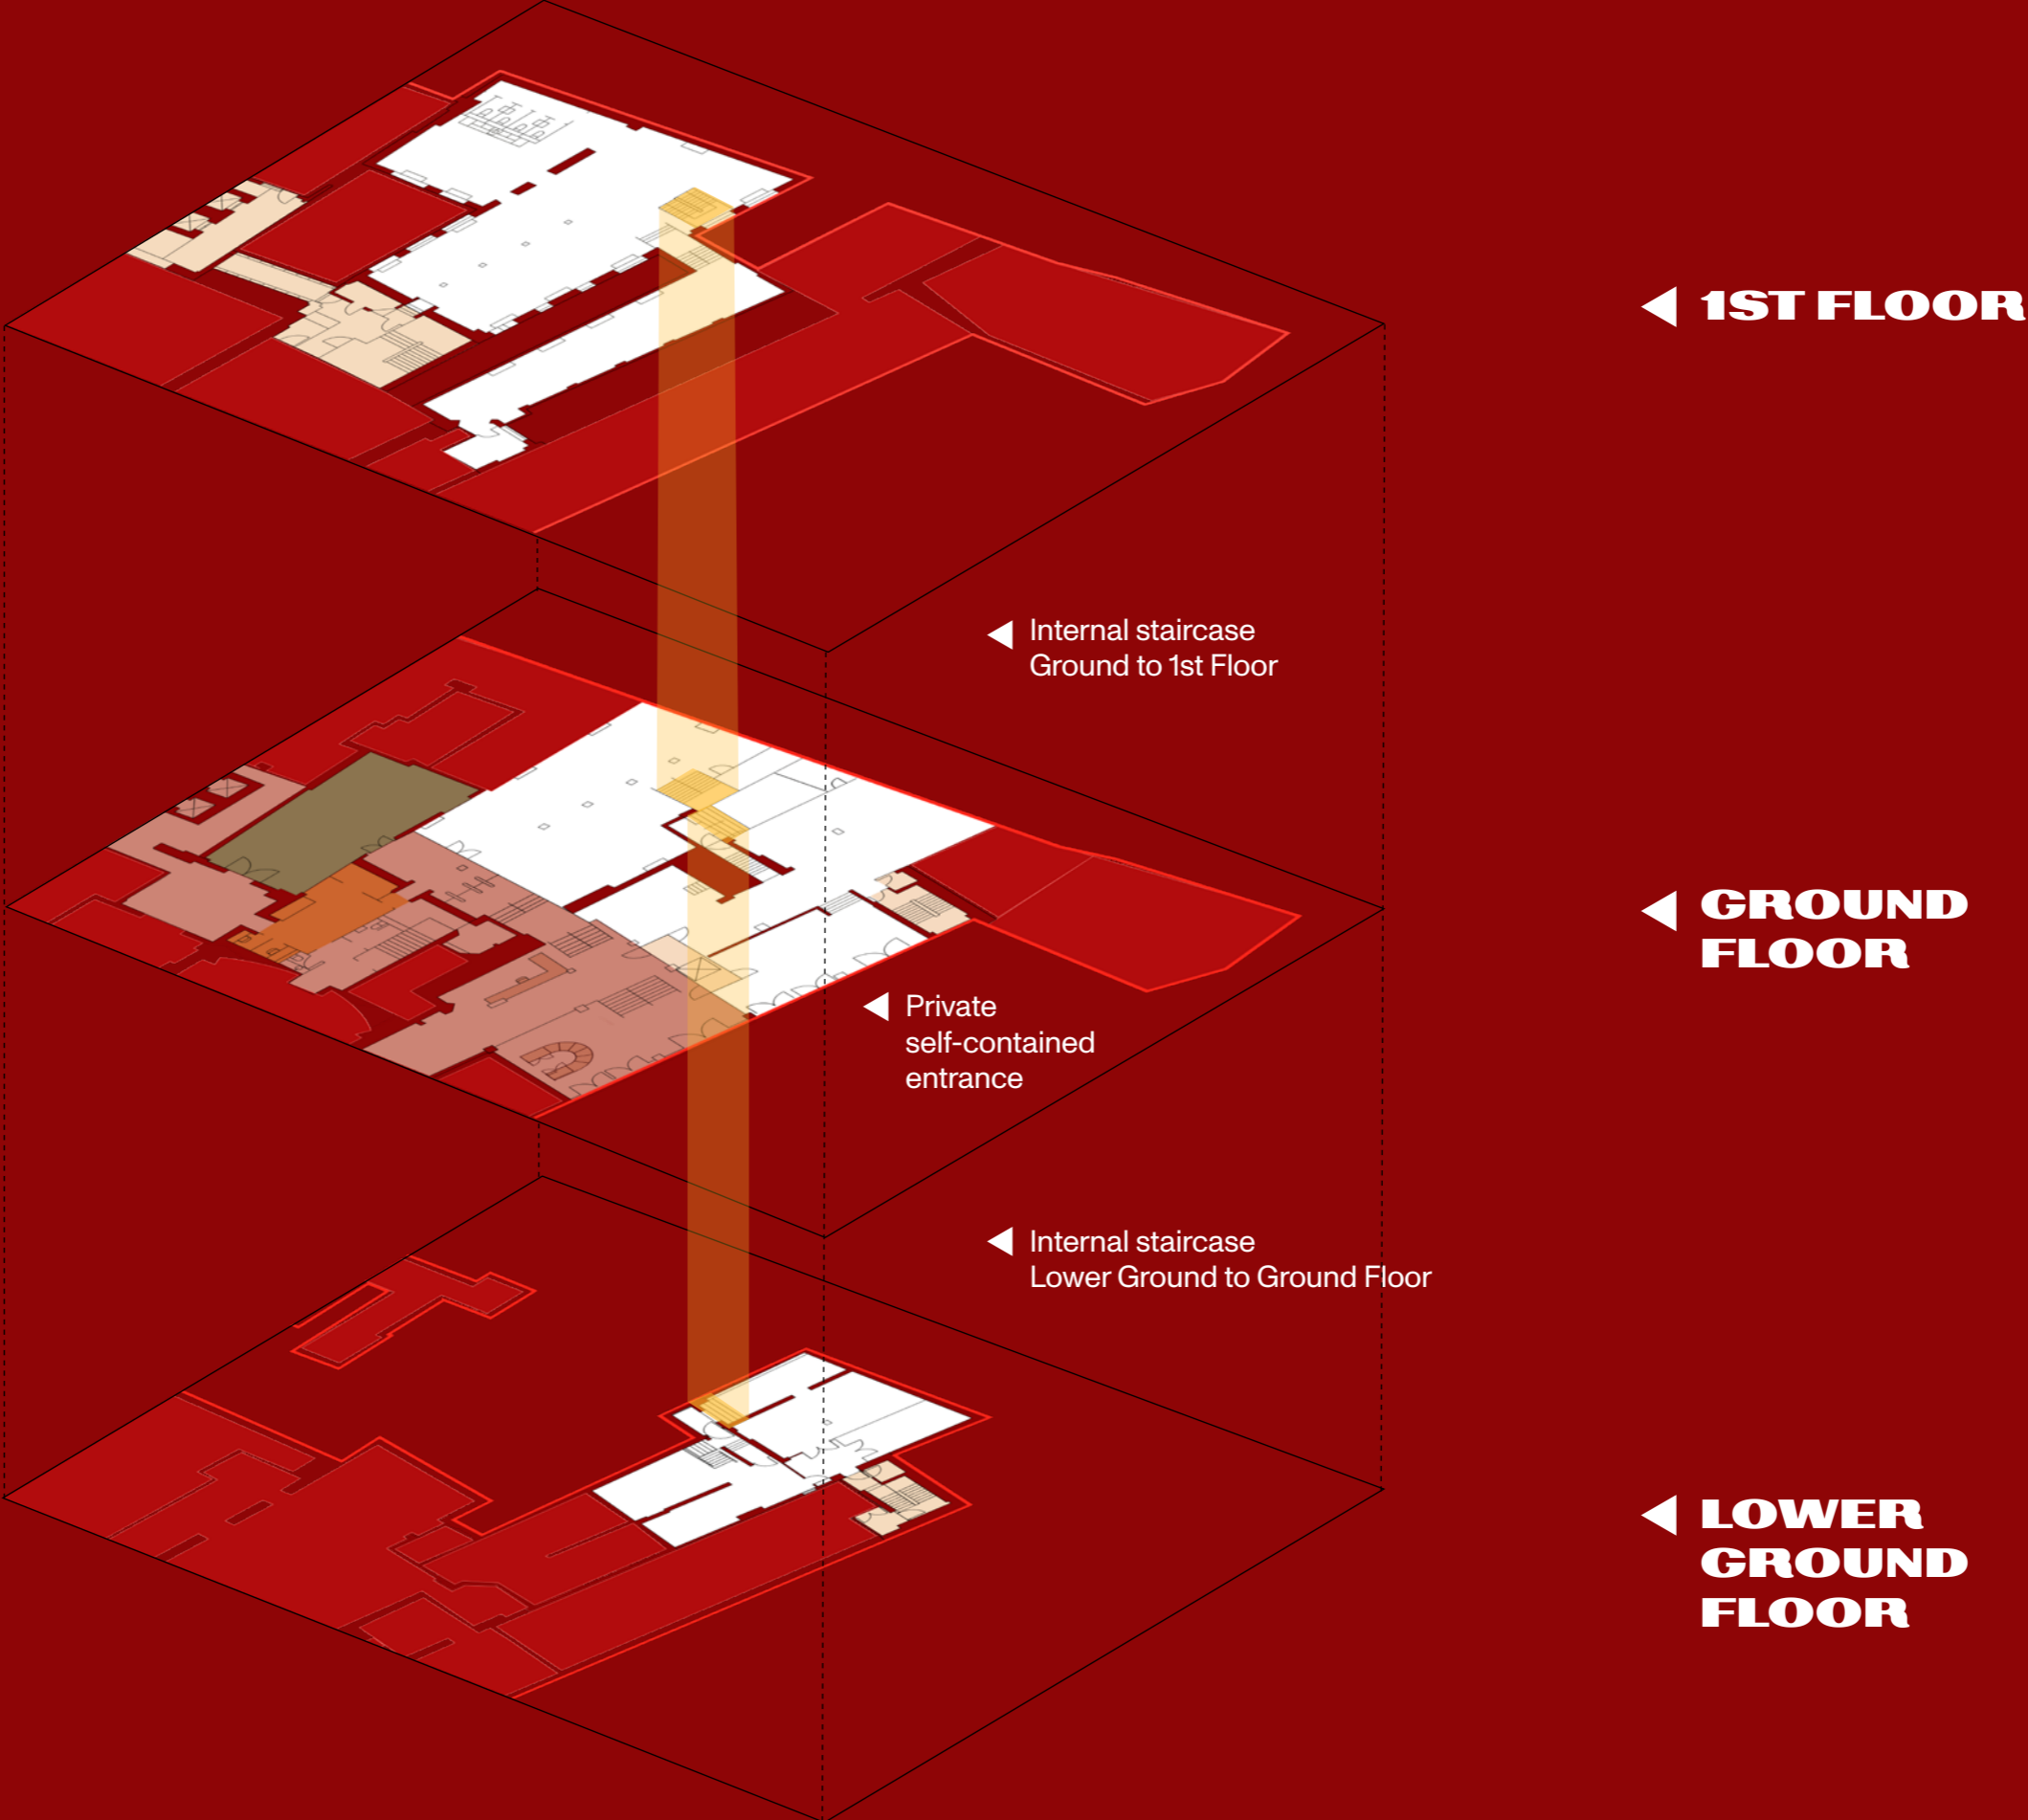 1ST FLOOR
Internal staircase
Ground to 1st Floor
GROUND
FLOOR
Private
self-contained
entrance
Internal staircase
Lower Ground to Ground Floor
LOWER
GROUND
FLOOR